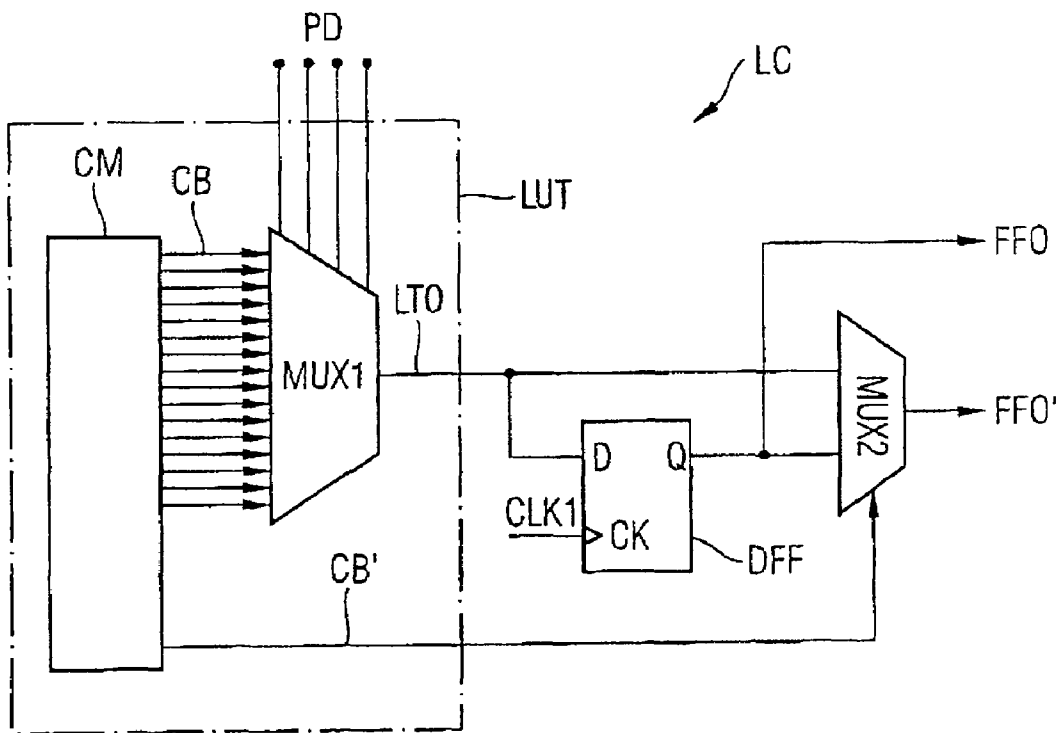 PD
LC
CM
CB
LUT
FFO
LTO
MUX1
MUX2
FFO'
D
Q
CLK1
CK
DFF
CB'